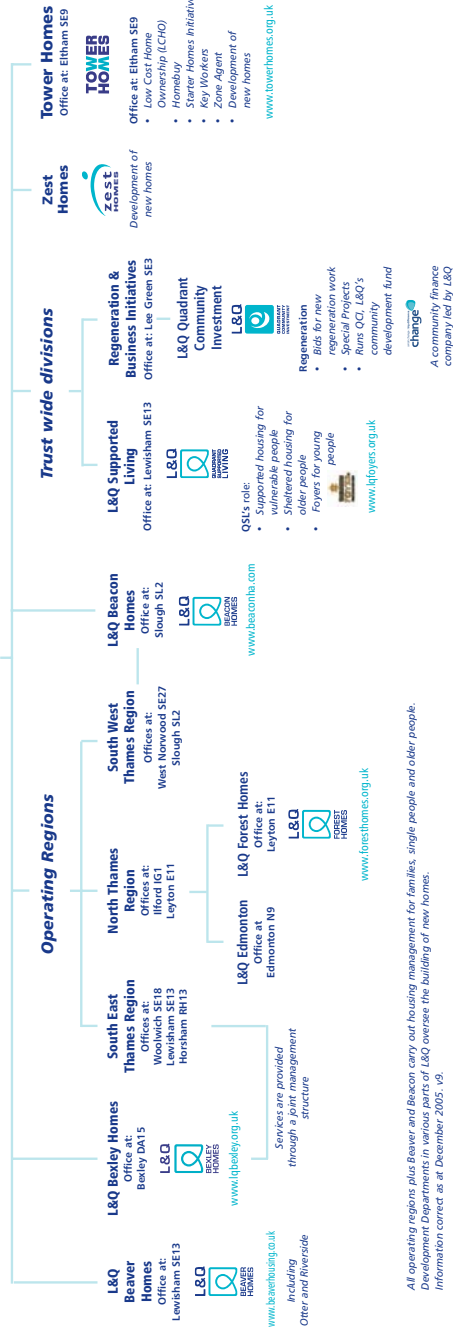 L&Q
Beaver
Homes
Office at:
Lewisham SE13
L&Q
BEAVER
HOMES
www.beaverhousing.co.uk
Including
Otter and Riverside
L&Q Bexley Homes
Office at:
Bexley DA15
L&Q
BEXLEY
HOMES
www.lqbexley.org.uk
Operating Regions
South East
Thames Region
Offices at:
Woolwich SE18
Lewisham SE13
Horsham RH13
Services are provided
through a joint management
structure
North Thames
Region
Offices at:
Ilford IG1
Leyton E11
L&Q Edmonton
Office at
Edmonton N9
L&Q Forest Homes
Office at:
Leyton E11
L&Q
FOREST
HOMES
www.foresthomes.org.uk
South West
Thames Region
Offices at:
West Norwood SE27
Slough SL2
L&Q Beacon
Homes
Office at:
Slough SL2
L&Q
BEACON
HOMES
www.beaconha.com
Trust wide divisions
L&Q Supported
Living
Office at: Lewisham SE13
L&Q
QUADRANT
SUPPORTED
LIVING
QSL's role:
• Supported housing for
vulnerable people
• Sheltered housing for
older people
• Foyers for young
people
www.lqfoyers.org.uk
Regeneration &
Business Initiatives
Office at: Lee Green SE3
L&Q Quadrant
Community
Investment
L&Q
QUADRANT
COMMUNITY
INVESTMENT
Regeneration
• Bids for new
regeneration work
• Special Projects
• Runs QCI, L&Q's
community
development fund
change
A community finance
company led by L&Q
Zest
Homes
zest
HOMES
Development of
new homes
Tower Homes
Office at: Eltham SE9
TOWER
HOMES
Office at: Eltham SE9
• Low Cost Home
Ownership (LCHO)
• Homebuy
• Starter Homes Initiative
• Key Workers
• Zone Agent
• Development of
new homes
www.towerhomes.org.uk
All operating regions plus Beaver and Beacon carry out housing management for families, single people and older people.
Development Departments in various parts of L&Q oversee the building of new homes.
Information correct as at December 2005. v9.